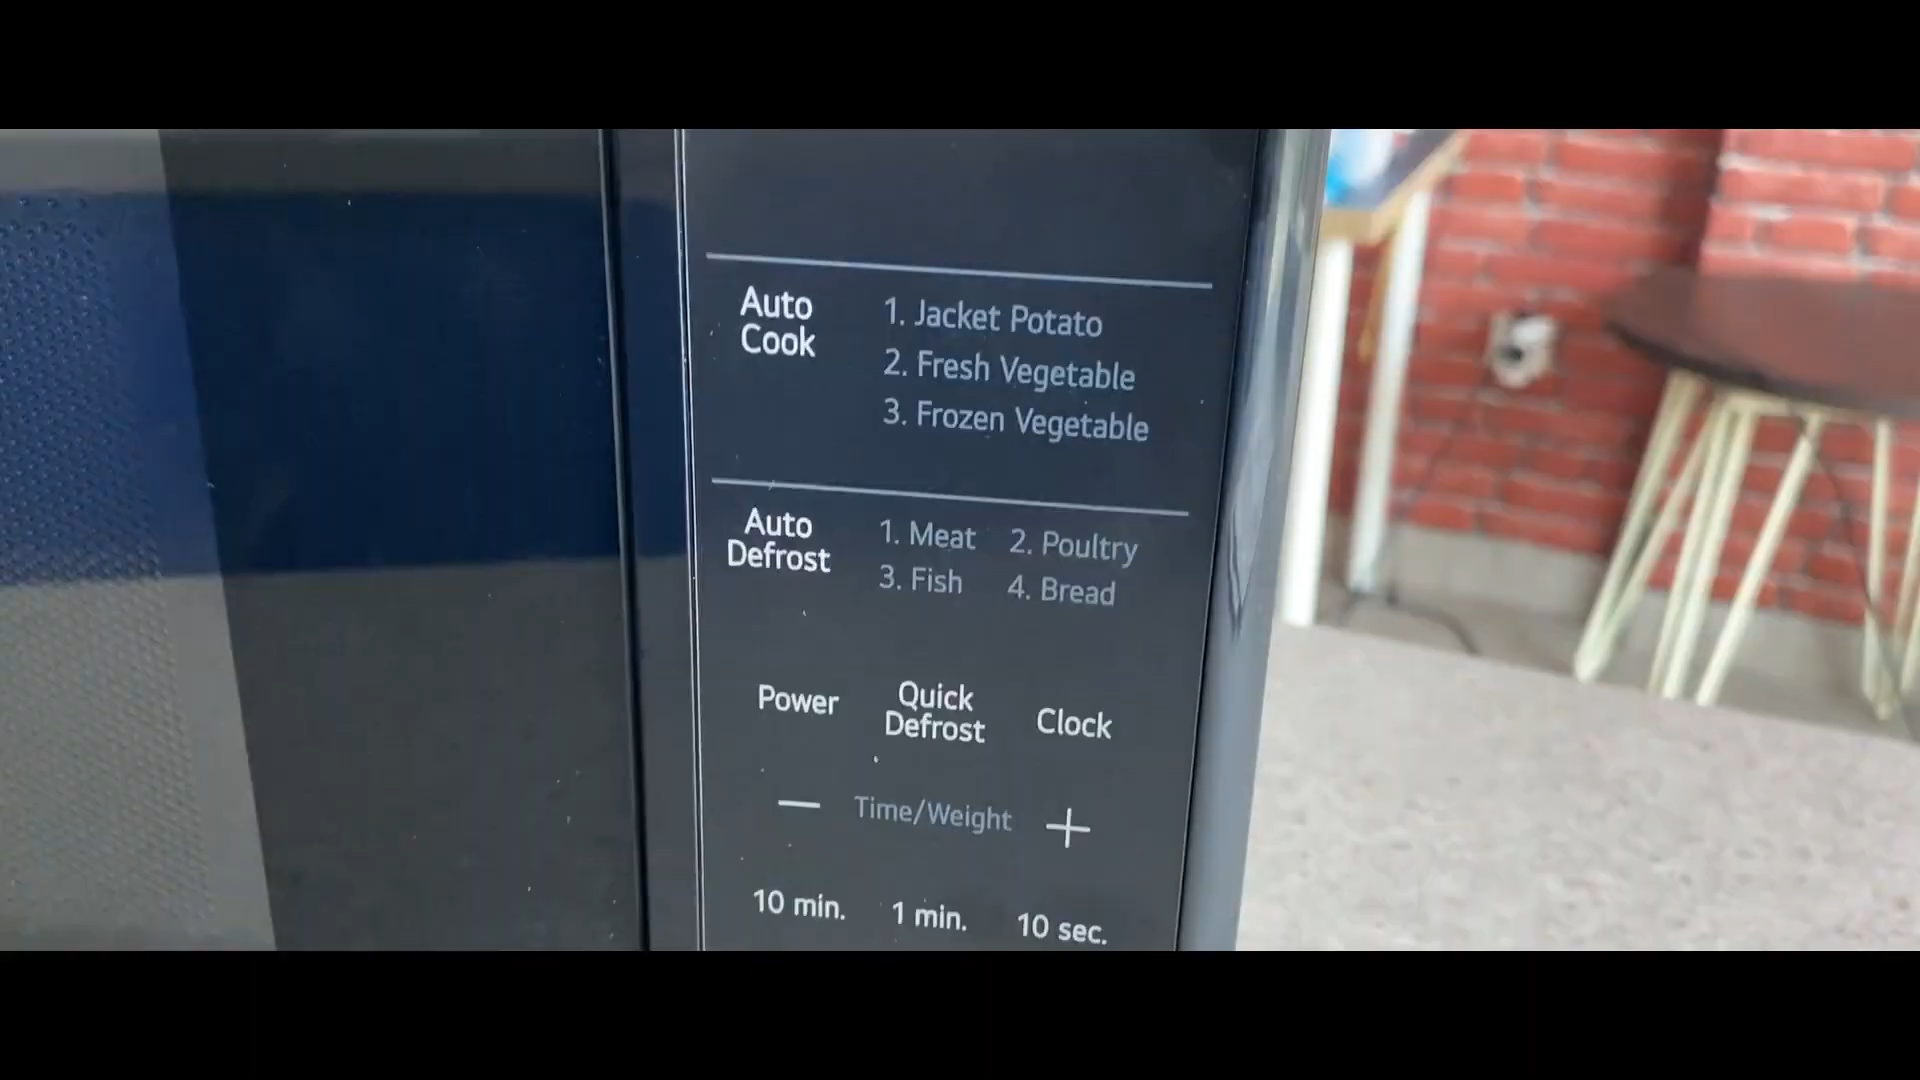 Auto
Cook
1. Jacket Potato
2. Fresh Vegetable
3. Frozen Vegetable
Auto
Defrost
1. Meat 2. Poultry
3. Fish 4. Bread
Power
Quick
Defrost
Clock
— Time/Weight +
10 min. 1 min. 10 sec.